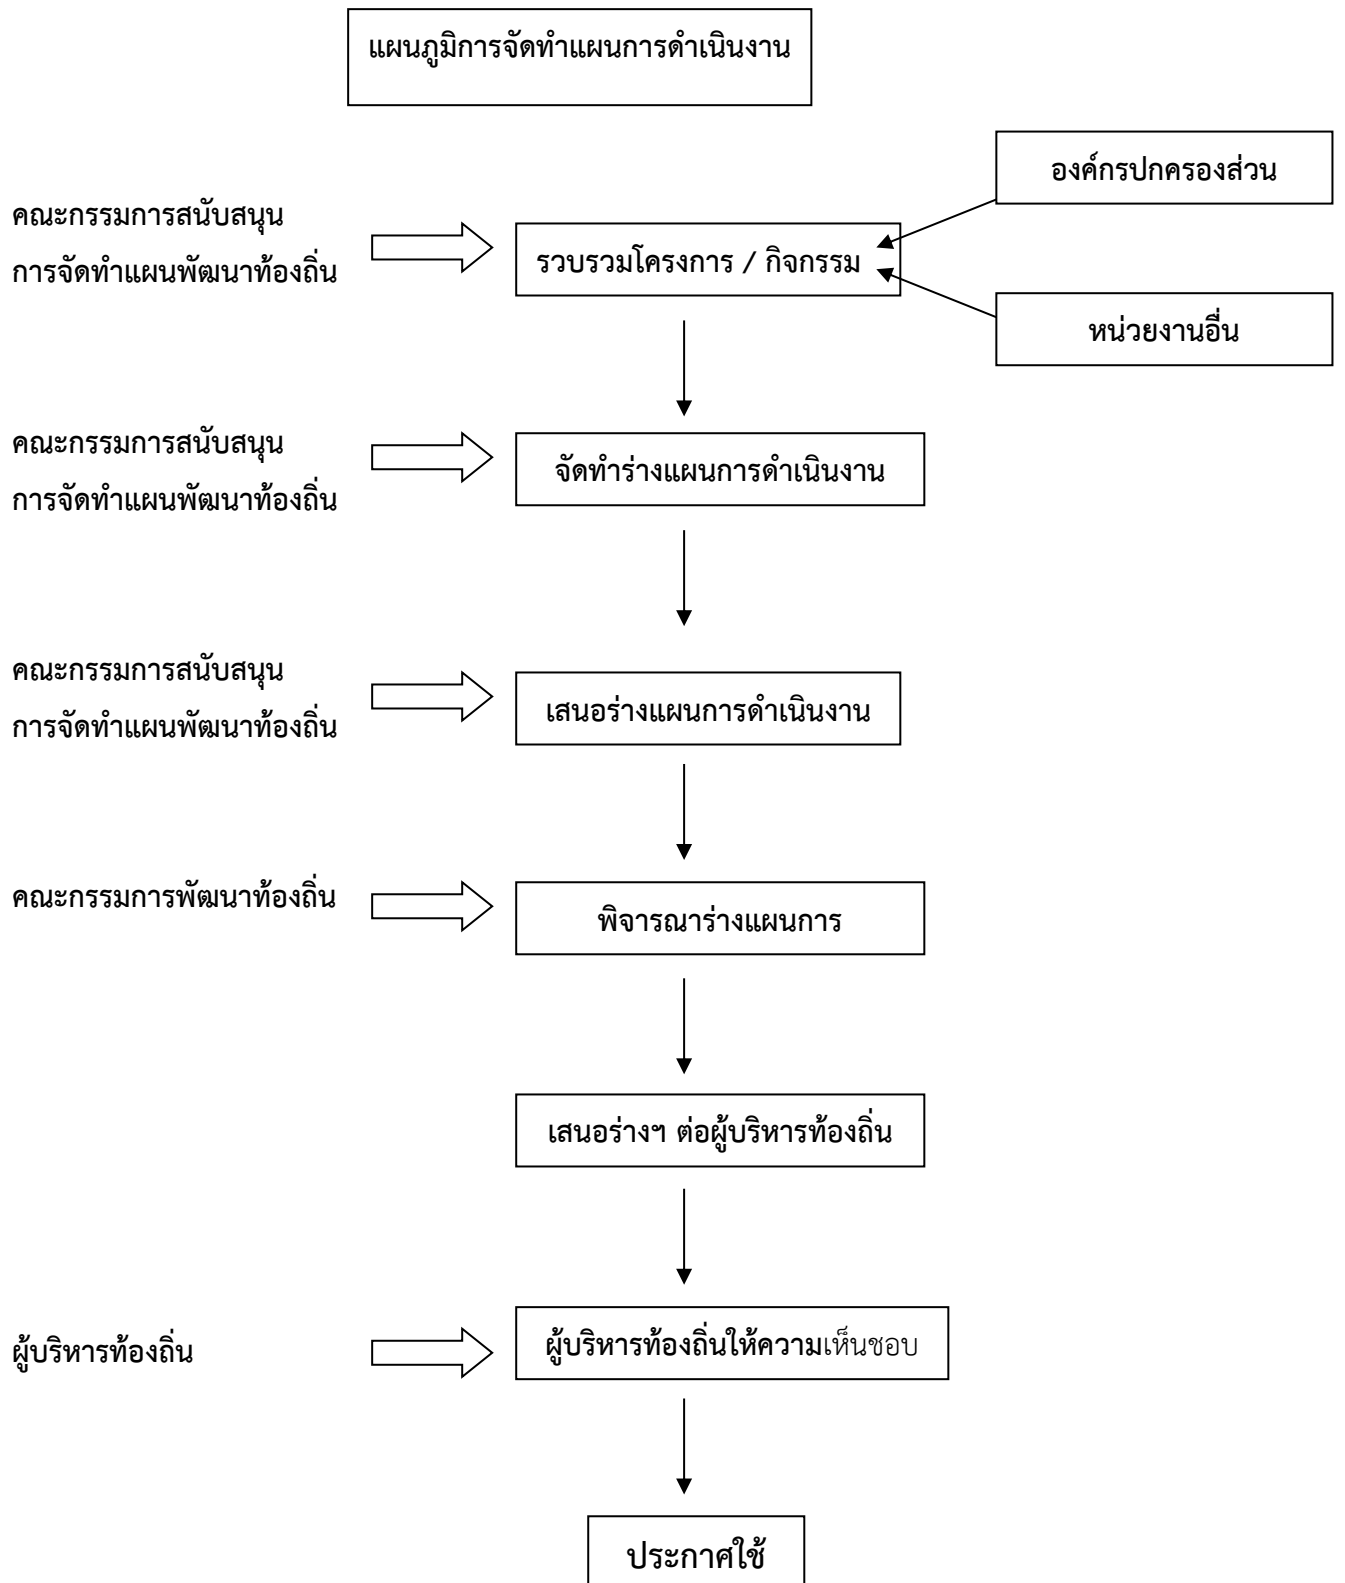 แผนภูมิการจัดทำแผนการดำเนินงาน
องค์กรปกครองส่วน
คณะกรรมการสนับสนุน
การจัดทำแผนพัฒนาท้องถิ่น
รวบรวมโครงการ / กิจกรรม
หน่วยงานอื่น
คณะกรรมการสนับสนุน
การจัดทำแผนพัฒนาท้องถิ่น
จัดทำร่างแผนการดำเนินงาน
คณะกรรมการสนับสนุน
การจัดทำแผนพัฒนาท้องถิ่น
เสนอร่างแผนการดำเนินงาน
คณะกรรมการพัฒนาท้องถิ่น
พิจารณาร่างแผนการ
เสนอร่างฯ ต่อผู้บริหารท้องถิ่น
ผู้บริหารท้องถิ่น
ผู้บริหารท้องถิ่นให้ความเห็นชอบ
ประกาศใช้